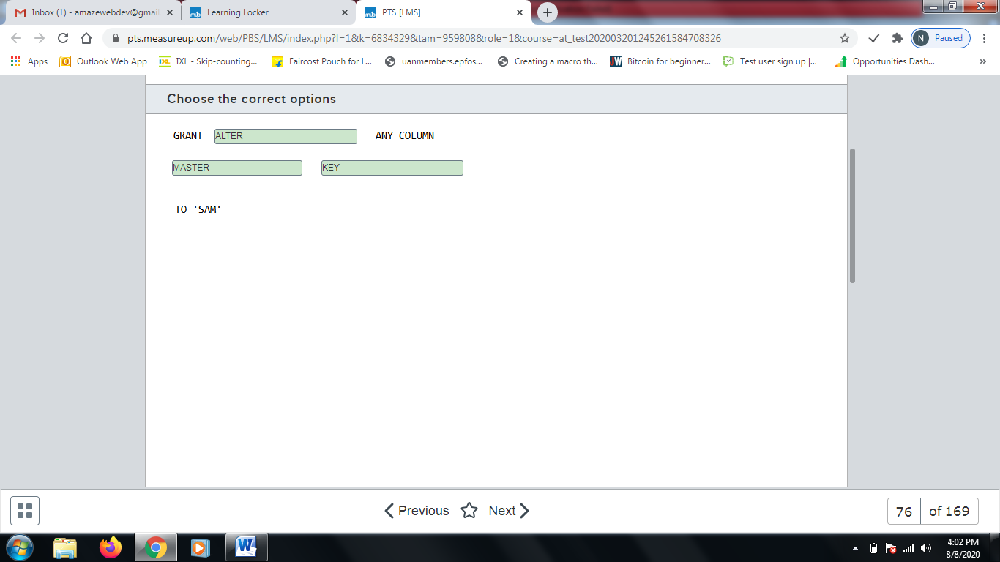 Inbox (1) - amazewebdev@gmail
Learning Locker
PTS [LMS]
pts.measureup.com/web/PBS/LMS/index.php?l=1&k=6834329&tam=959808&role=1&course=at_test202003201245261584708326
N Paused
Apps Outlook Web App IXL - Skip-counting... Faircost Pouch for L... uanmembers.epfos... Creating a macro th... Bitcoin for beginner... Test user sign up |... Opportunities Dash... »
Choose the correct options
GRANT ALTER ANY COLUMN
MASTER KEY
TO 'SAM'
Previous Next 76 of 169
4:02 PM
8/8/2020